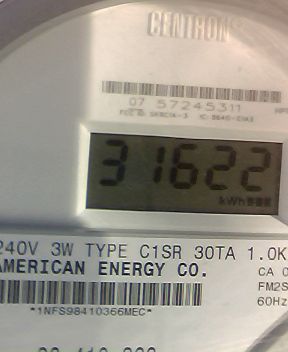 CENTRON®
07 57245311
31622
kWh
240V 3W TYPE C1SR 30TA 1.0K
AMERICAN ENERGY CO.
CA 0
FM2S
60Hz
*1NFS98410366MEC*